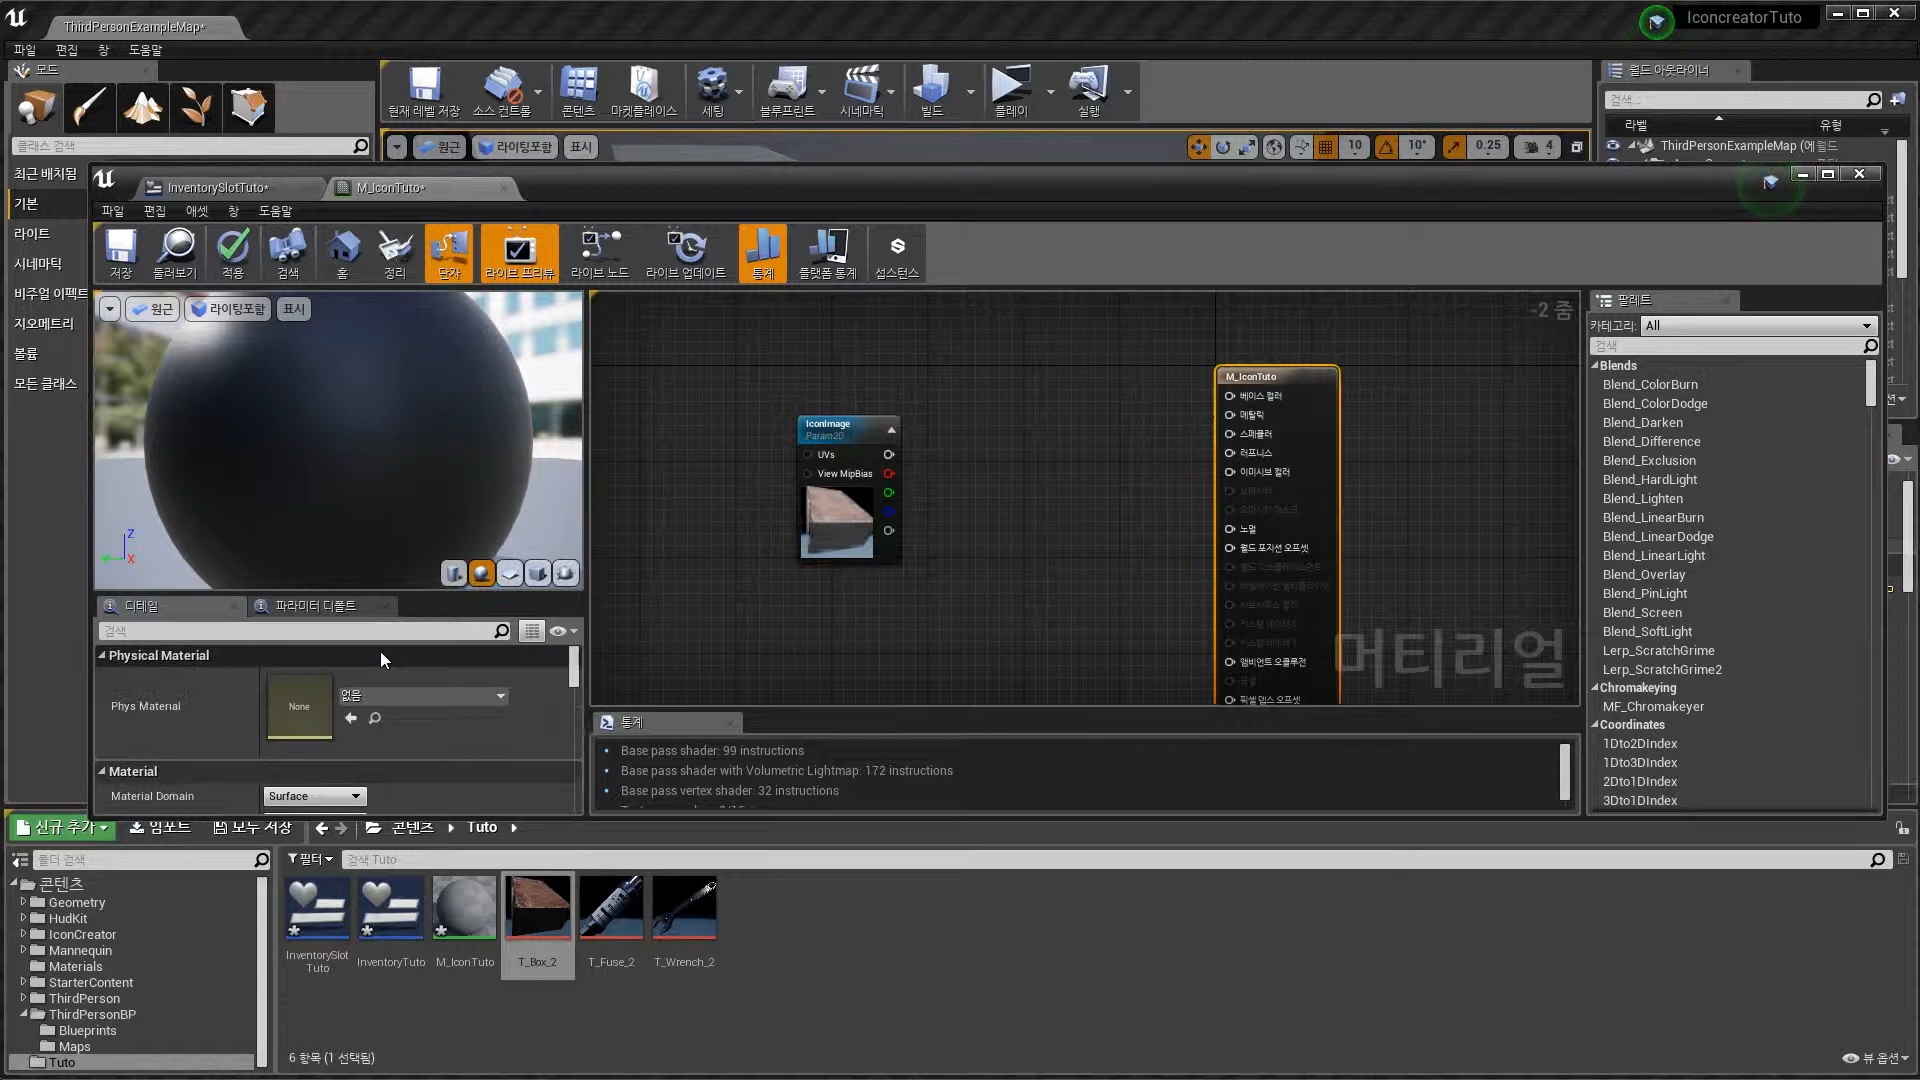 ThirdPersonExampleMap*
IconcreatorTuto
파일 편집 창 도움말
모드
클래스 검색
최근 배치됨
기본
라이트
시네마틱
비주얼 이펙트
지오메트리
볼륨
모든 클래스
현재 레벨 저장 소스 컨트롤 콘텐츠 마켓플레이스 세팅 블루프린트 시네마틱 빌드 플레이 실행
원근 라이팅포함 표시
10 10° 0.25 4
월드 아웃라이너
검색...
라벨 유형
ThirdPersonExampleMap (에 월드
InventorySlotTuto* M_IconTuto*
파일 편집 애셋 창 도움말
저장 둘러보기 적용 검색 홈 정리 단자 라이브 프리뷰 라이브 노드 라이브 업데이트 통계 플랫폼 통계 섭스턴스
원근 라이팅포함 표시
Z
X
디테일 파라미터 디폴트
검색
Physical Material
Phys Material
None
없음
Material
Material Domain Surface
-2 줌
IconImage
Param2D
UVs
View MipBias
M_IconTuto
베이스 컬러
메탈릭
스페큘러
러프니스
이미시브 컬러
오파시티
오파시티 마스크
노멀
월드 포지션 오프셋
앰비언트 오클루전
픽셀 뎁스 오프셋
머티리얼
통계
Base pass shader: 99 instructions
Base pass shader with Volumetric Lightmap: 172 instructions
Base pass vertex shader: 32 instructions
팔레트
카테고리: All
검색
Blends
Blend_ColorBurn
Blend_ColorDodge
Blend_Darken
Blend_Difference
Blend_Exclusion
Blend_HardLight
Blend_Lighten
Blend_LinearBurn
Blend_LinearDodge
Blend_LinearLight
Blend_Overlay
Blend_PinLight
Blend_Screen
Blend_SoftLight
Lerp_ScratchGrime
Lerp_ScratchGrime2
Chromakeying
MF_Chromakeyer
Coordinates
1Dto2DIndex
1Dto3DIndex
2Dto1DIndex
3Dto1DIndex
신규 추가 임포트 모두 저장 콘텐츠 Tuto
폴더 검색
필터 검색 Tuto
콘텐츠
Geometry
HudKit
IconCreator
Mannequin
Materials
StarterContent
ThirdPerson
ThirdPersonBP
Blueprints
Maps
Tuto
InventorySlot
Tuto
InventoryTuto
M_IconTuto
T_Box_2
T_Fuse_2
T_Wrench_2
6 항목 (1 선택됨)
뷰 옵션